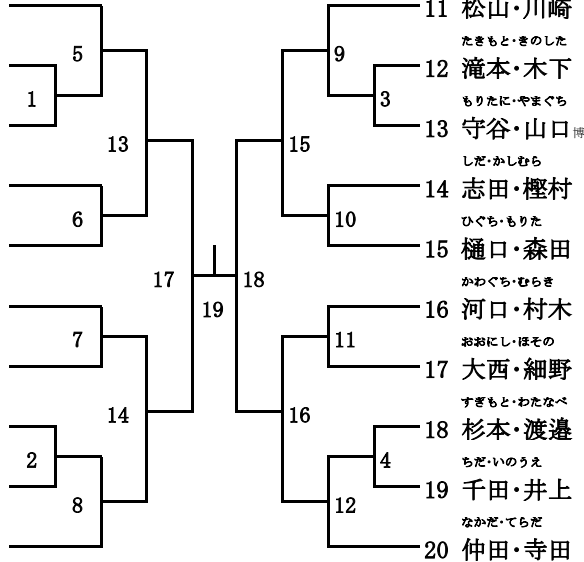 11 松山・川崎
たきもと・きのした
12 滝本・木下
もりたに・やまぐち
13 守谷・山口博
しだ・かしむら
14 志田・樫村
ひぐち・もりた
15 樋口・森田
かわぐち・むらき
16 河口・村木
おおにし・ほその
17 大西・細野
すぎもと・わたなべ
18 杉本・渡邉
ちだ・いのうえ
19 千田・井上
なかだ・てらだ
20 仲田・寺田
5
1
13
6
17
7
14
2
8
19
18
9
3
15
10
11
16
4
12